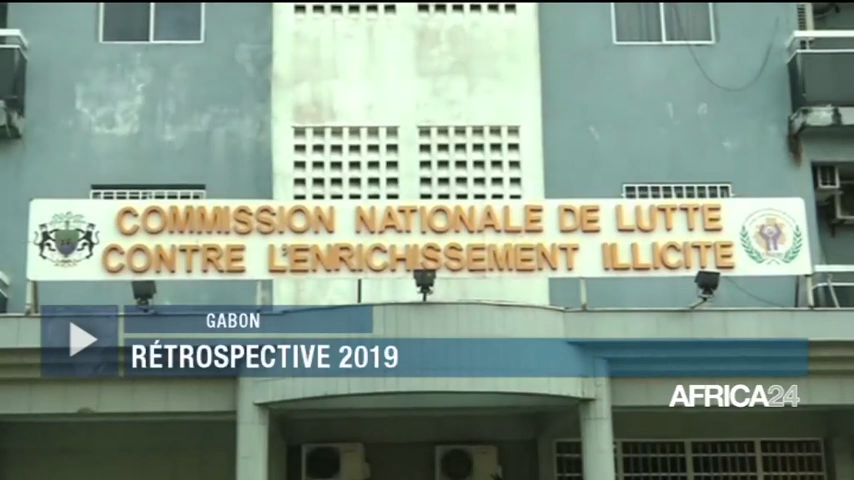 COMMISSION NATIONALE DE LUTTE
CONTRE L'ENRICHISSEMENT ILLICITE
GABON
RÉTROSPECTIVE 2019
AFRICA24